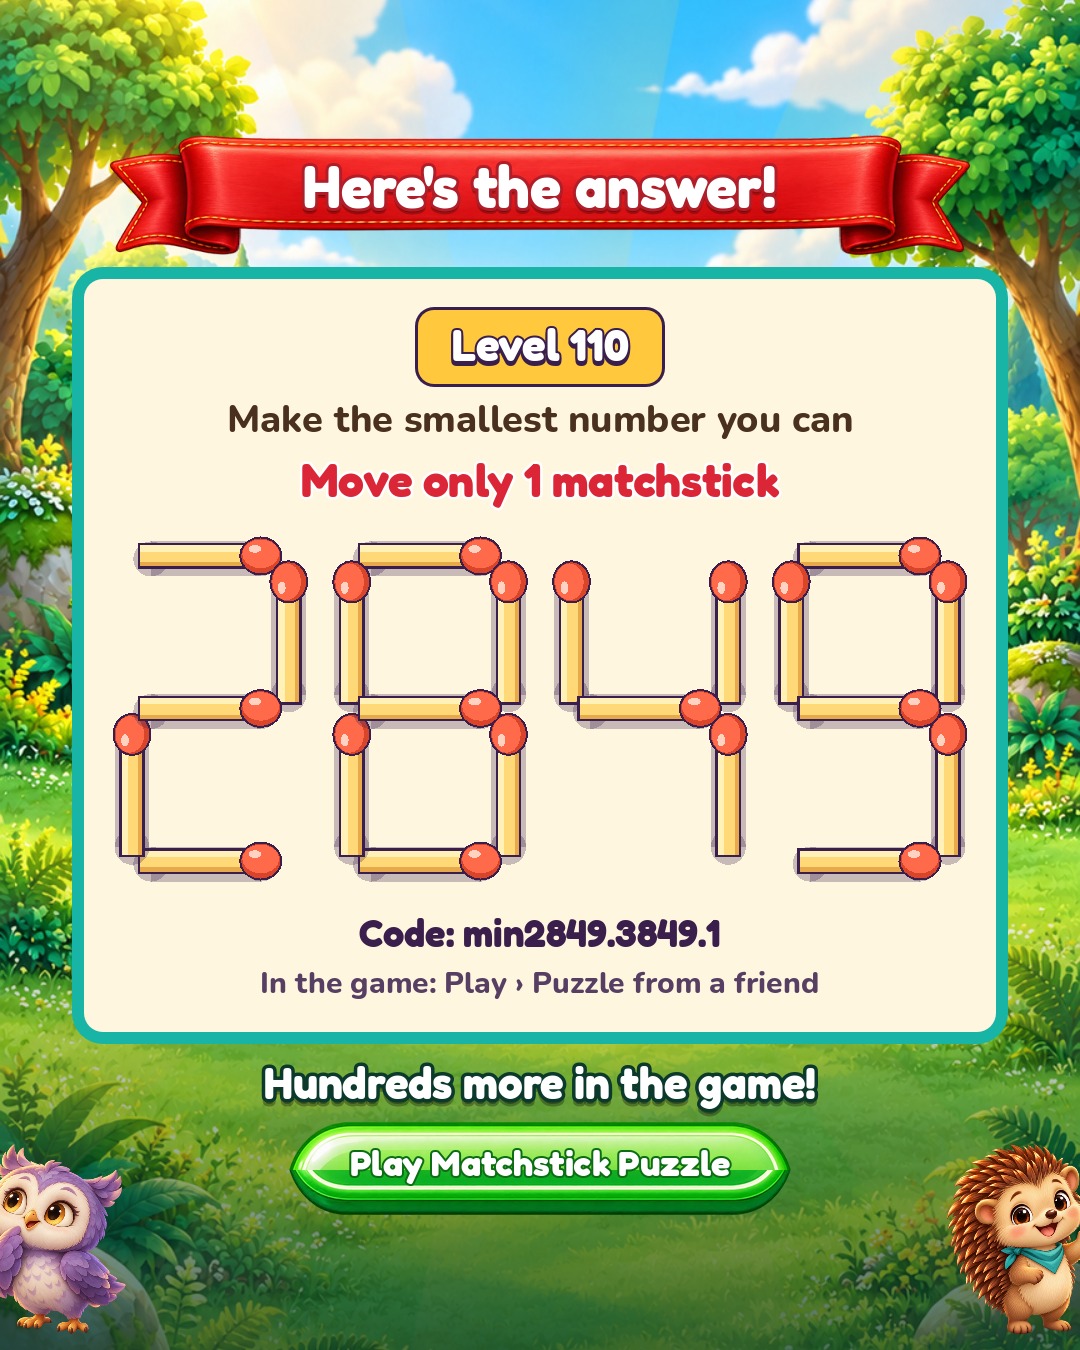 Here's the answer!
Level 110
Make the smallest number you can
Move only 1 matchstick
2849
Code: min2849.3849.1
In the game: Play › Puzzle from a friend
Hundreds more in the game!
Play Matchstick Puzzle